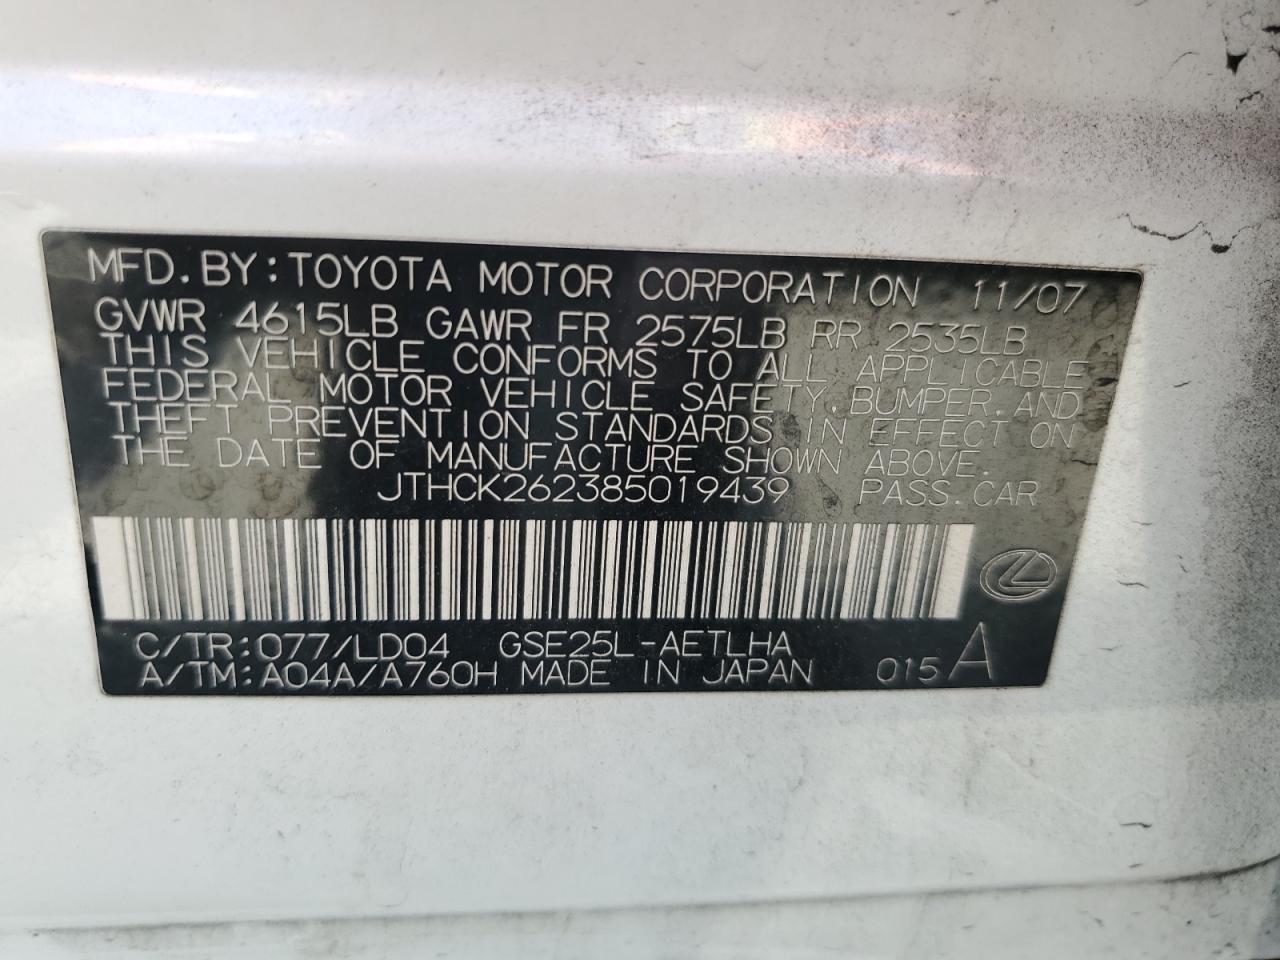 MFD. BY: TOYOTA MOTOR CORPORATION 11/07
GVWR 4615LB GAWR FR 2575LB RR 2535LB
THIS VEHICLE CONFORMS TO ALL APPLICABLE
FEDERAL MOTOR VEHICLE SAFETY, BUMPER, AND
THEFT PREVENTION STANDARDS IN EFFECT ON
THE DATE OF MANUFACTURE SHOWN ABOVE.
JTHCK262385019439 PASS. CAR
C/TR: 077/LD04 GSE25L-AETLHA
A/TM: A04A/A760H MADE IN JAPAN 015 A